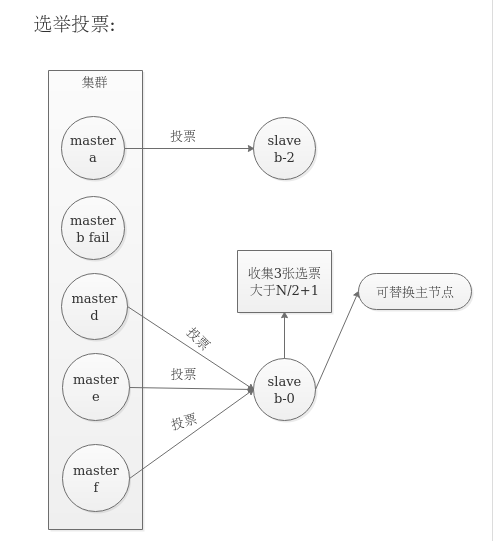 选举投票:
集群
master
a
投票
slave
b-2
master
b fail
收集3张选票
大于N/2+1
可替换主节点
master
d
投票
master
e
投票
slave
b-0
投票
master
f